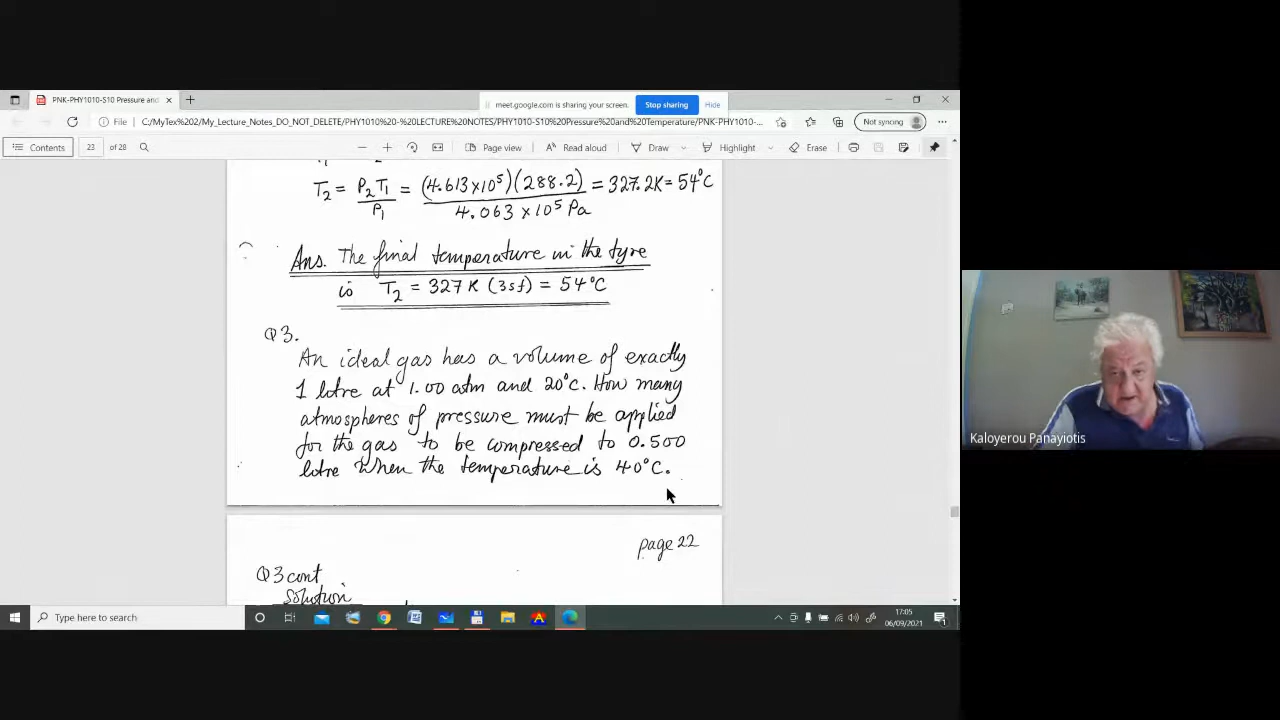 PNK-PHY1010-S10 Pressure and
meet.google.com is sharing your screen.
Stop sharing
Hide
File
C:/MyTex%202/My_Lecture_Notes_DO_NOT_DELETE/PHY1010%20-%20LECTURE%20NOTES/PHY1010-S10%20Pressure%20and%20Temperature/PNK-PHY1010-...
Not syncing
Contents
23 of 28
Page view
Read aloud
Draw
Highlight
Erase
T2 = P2T1/P1 = (4.613x10⁵)(288.2)/4.063 x 10⁵ Pa = 327.2K = 54°C
Ans. The final temperature in the tyre
is T2 = 327 K (3sf) = 54°C
Q3.
An ideal gas has a volume of exactly
1 litre at 1.00 atm and 20°C. How many
atmospheres of pressure must be applied
for the gas to be compressed to 0.500
litre when the temperature is 40°C.
Kaloyerou Panayiotis
page 22
Q3 cont
solution
Type here to search
17:05
06/09/2021